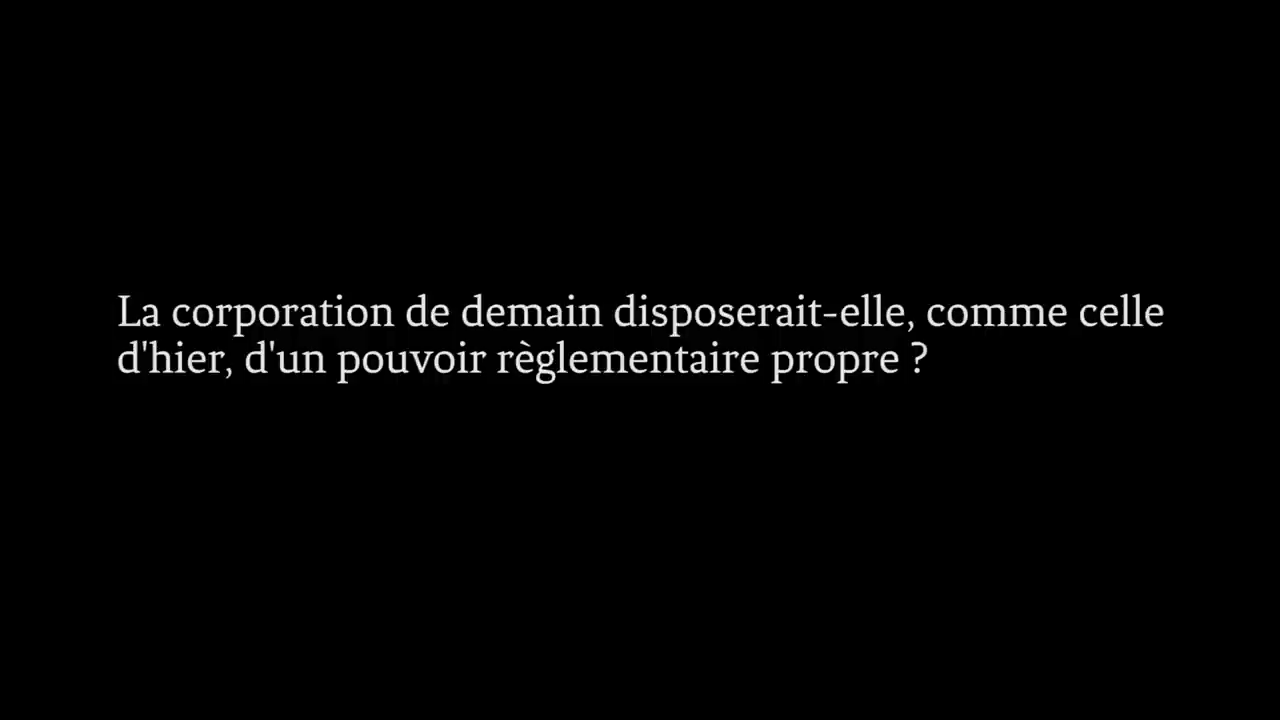 La corporation de demain disposerait-elle, comme celle
d'hier, d'un pouvoir règlementaire propre ?